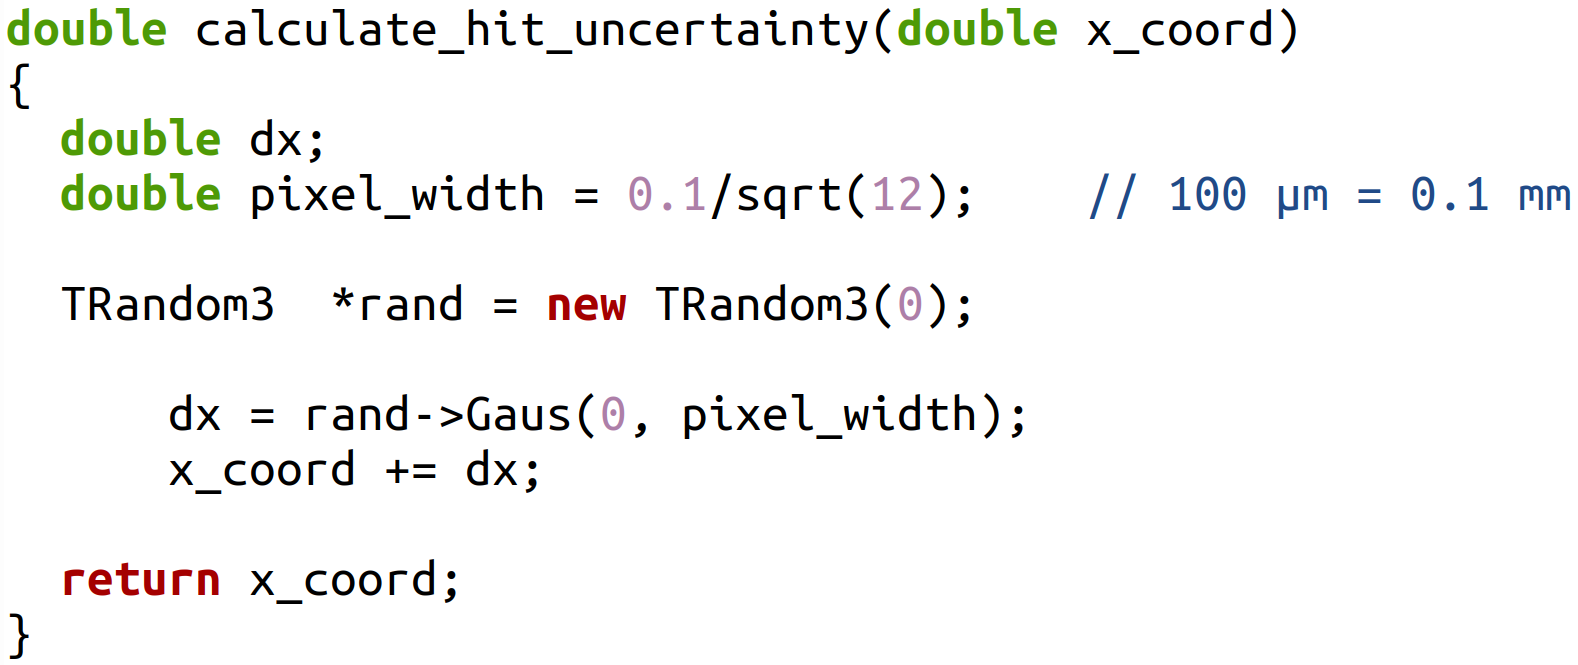 double calculate_hit_uncertainty(double x_coord)
{
  double dx;
  double pixel_width = 0.1/sqrt(12);    // 100 µm = 0.1 mm
  TRandom3  *rand = new TRandom3(0);
      dx = rand->Gaus(0, pixel_width);
      x_coord += dx;
  return x_coord;
}